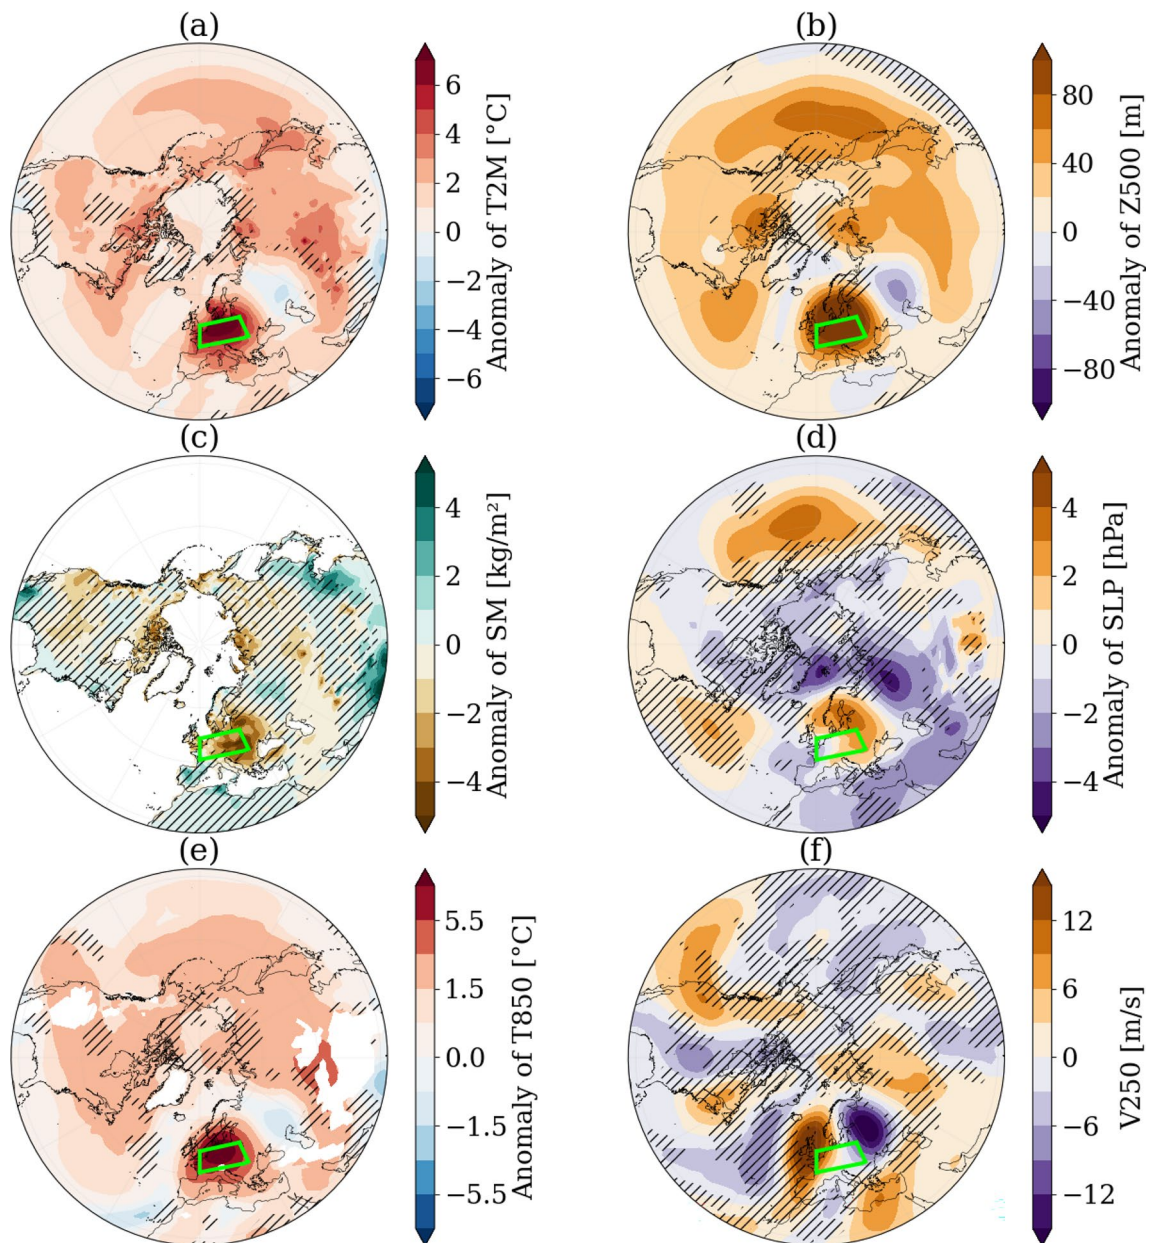 (a)
6
4
2
0
−2
−4
−6
Anomaly of T2M [°C]
(b)
80
40
0
−40
−80
Anomaly of Z500 [m]
(c)
4
2
0
−2
−4
Anomaly of SM [kg/m²]
(d)
4
2
0
−2
−4
Anomaly of SLP [hPa]
(e)
5.5
1.5
0.0
−1.5
−5.5
Anomaly of T850 [°C]
(f)
12
6
0
−6
−12
V250 [m/s]